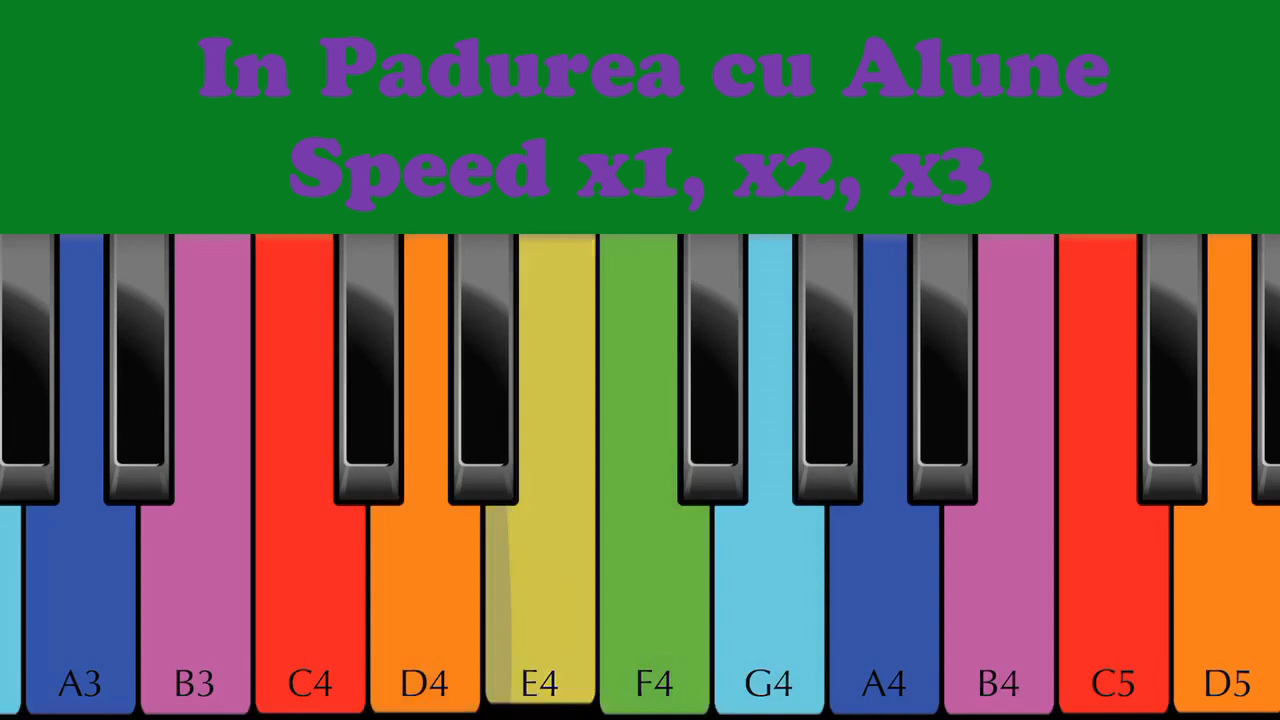 In Padurea cu Alune
Speed x1, x2, x3
A3 B3 C4 D4 E4 F4 G4 A4 B4 C5 D5